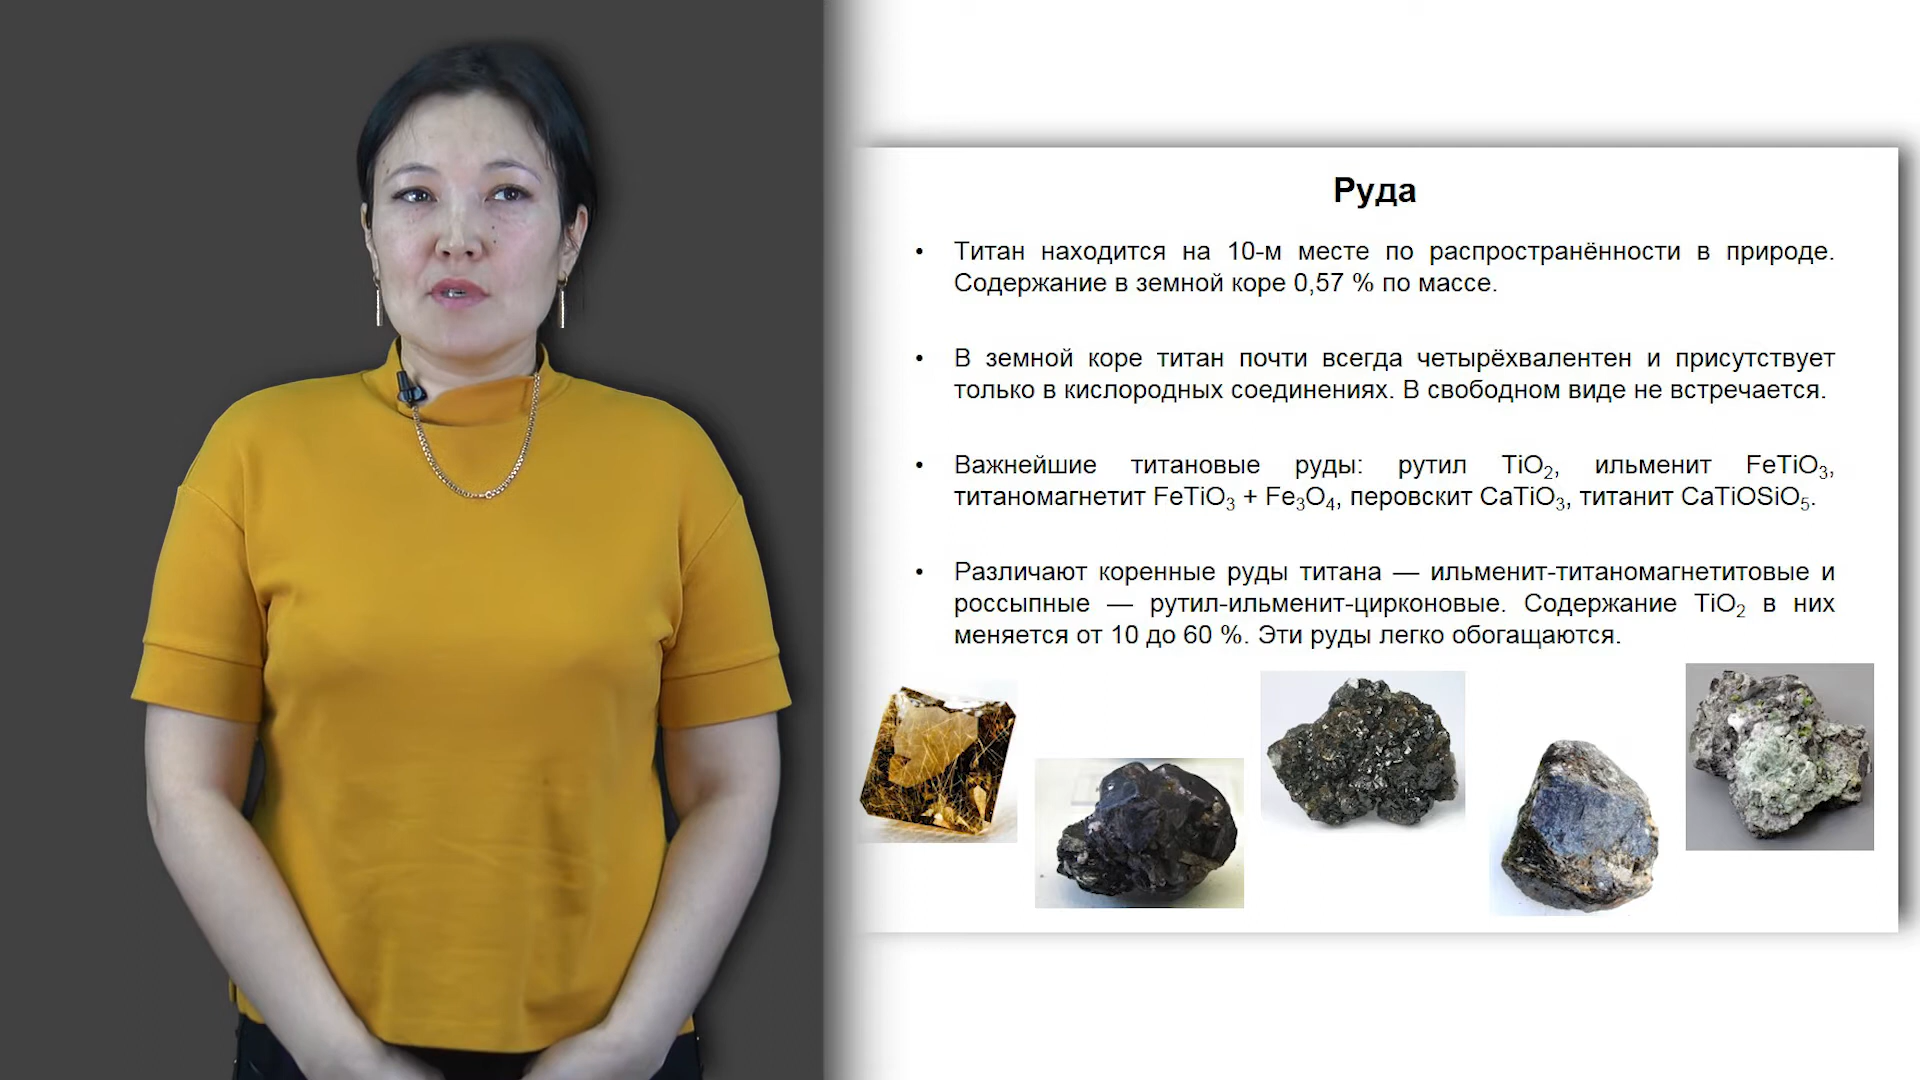 Руда
• Титан находится на 10-м месте по распространённости в природе.
Содержание в земной коре 0,57 % по массе.
• В земной коре титан почти всегда четырёхвалентен и присутствует
только в кислородных соединениях. В свободном виде не встречается.
• Важнейшие титановые руды: рутил TiO₂, ильменит FeTiO₃,
титаномагнетит FeTiO₃ + Fe₃O₄, перовскит CaTiO₃, титанит CaTiOSiO₅.
• Различают коренные руды титана — ильменит-титаномагнетитовые и
россыпные — рутил-ильменит-цирконовые. Содержание TiO₂ в них
меняется от 10 до 60 %. Эти руды легко обогащаются.